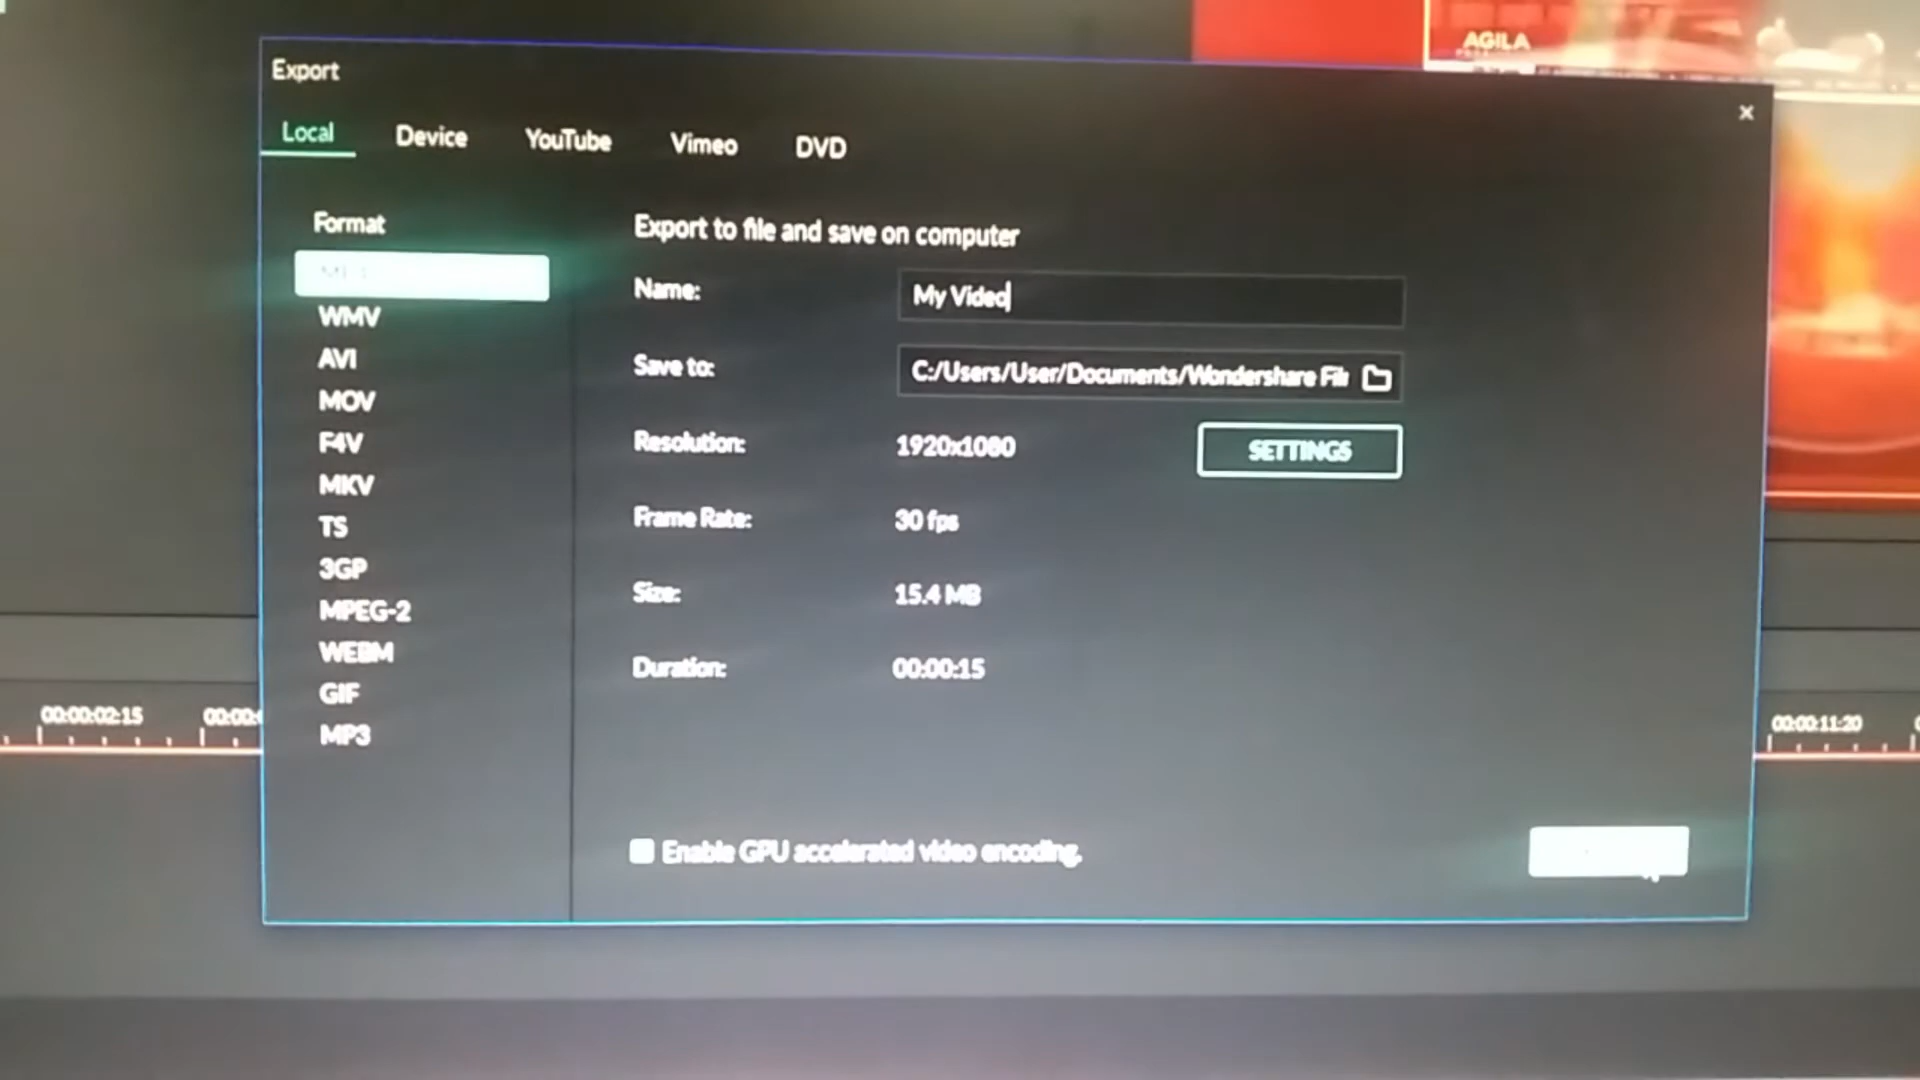 AGILA
Export
Local Device YouTube Vimeo DVD
Format
WMV
AVI
MOV
F4V
MKV
TS
3GP
MPEG-2
WEBM
GIF
MP3
Export to file and save on computer
Name: My Video
Save to: C:/Users/User/Documents/Wondershare Film
Resolution: 1920x1080 SETTINGS
Frame Rate: 30 fps
Size: 15.4 MB
Duration: 00:00:15
Enable GPU accelerated video encoding.
00:00:02:15
00:00:11:20